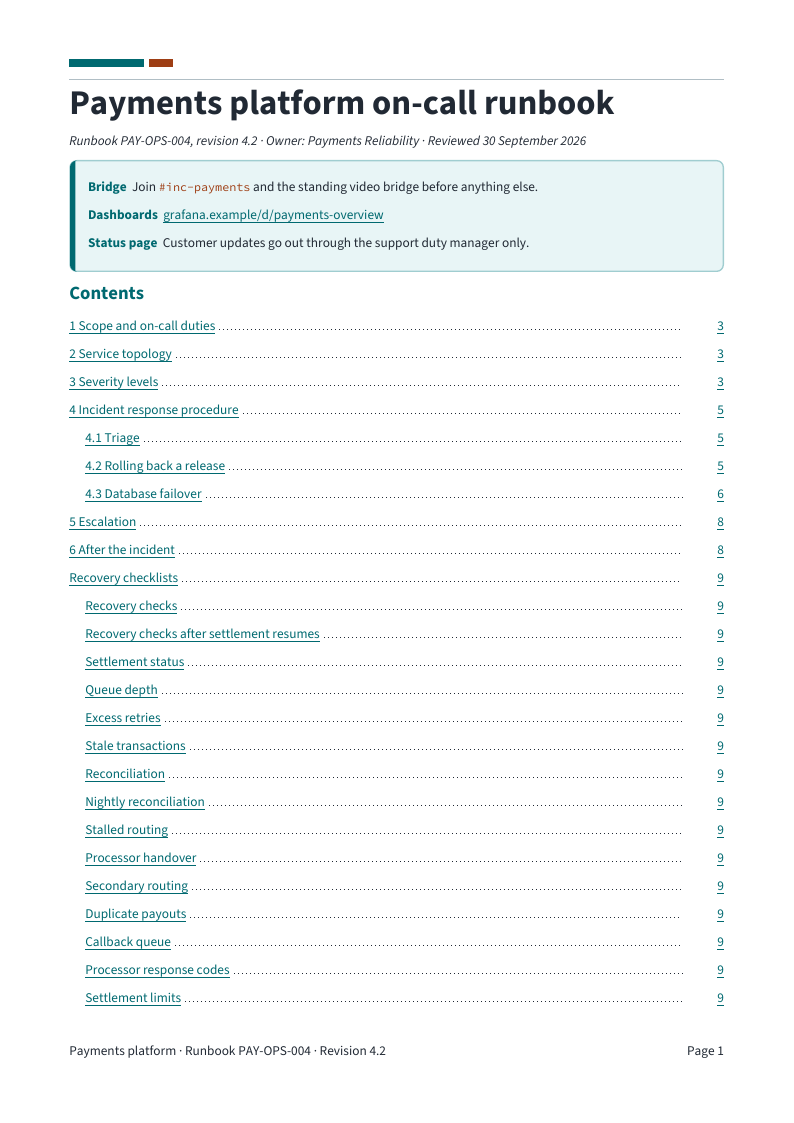 Payments platform on-call runbook
Runbook PAY-OPS-004, revision 4.2 · Owner: Payments Reliability · Reviewed 30 September 2026
Bridge Join #inc-payments and the standing video bridge before anything else.
Dashboards grafana.example/d/payments-overview
Status page Customer updates go out through the support duty manager only.
Contents
1 Scope and on-call duties 3
2 Service topology 3
3 Severity levels 3
4 Incident response procedure 5
4.1 Triage 5
4.2 Rolling back a release 5
4.3 Database failover 6
5 Escalation 8
6 After the incident 8
Recovery checklists 9
Recovery checks 9
Recovery checks after settlement resumes 9
Settlement status 9
Queue depth 9
Excess retries 9
Stale transactions 9
Reconciliation 9
Nightly reconciliation 9
Stalled routing 9
Processor handover 9
Secondary routing 9
Duplicate payouts 9
Callback queue 9
Processor response codes 9
Settlement limits 9
Payments platform · Runbook PAY-OPS-004 · Revision 4.2 Page 1